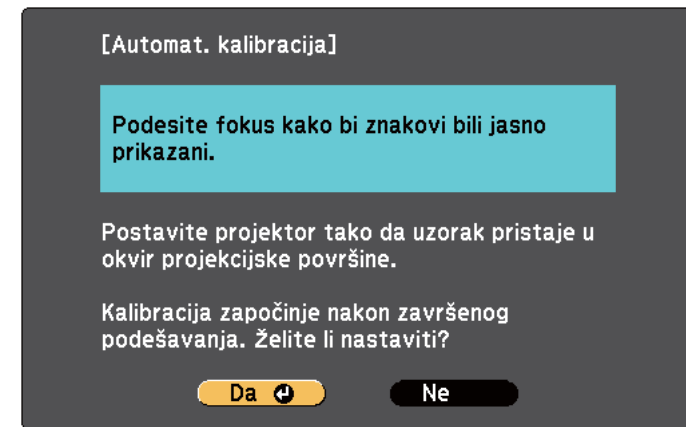 [Automat. kalibracija]
Podesite fokus kako bi znakovi bili jasno
prikazani.
Postavite projektor tako da uzorak pristaje u
okvir projekcijske površine.
Kalibracija započinje nakon završenog
podešavanja. Želite li nastaviti?
Da Ne